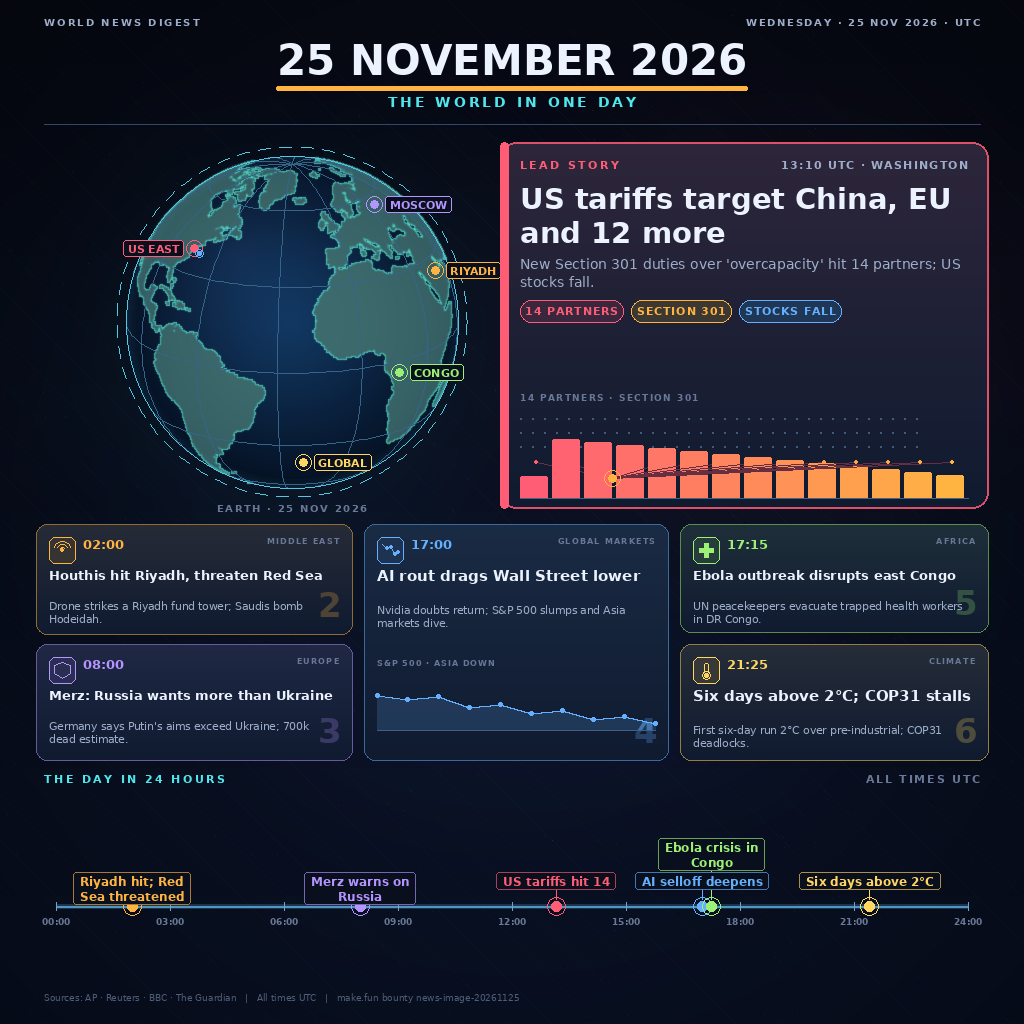 WORLD NEWS DIGEST
WEDNESDAY · 25 NOV 2026 · UTC
25 NOVEMBER 2026
THE WORLD IN ONE DAY
MOSCOW
US EAST
RIYADH
CONGO
GLOBAL
EARTH · 25 NOV 2026
LEAD STORY
13:10 UTC · WASHINGTON
US tariffs target China, EU
and 12 more
New Section 301 duties over 'overcapacity' hit 14 partners; US
stocks fall.
14 PARTNERS
SECTION 301
STOCKS FALL
14 PARTNERS · SECTION 301
02:00
MIDDLE EAST
Houthis hit Riyadh, threaten Red Sea
Drone strikes a Riyadh fund tower; Saudis bomb
Hodeidah.
2
08:00
EUROPE
Merz: Russia wants more than Ukraine
Germany says Putin's aims exceed Ukraine; 700k
dead estimate.
3
17:00
GLOBAL MARKETS
AI rout drags Wall Street lower
Nvidia doubts return; S&P 500 slumps and Asia
markets dive.
S&P 500 · ASIA DOWN
4
17:15
AFRICA
Ebola outbreak disrupts east Congo
UN peacekeepers evacuate trapped health workers
in DR Congo.
5
21:25
CLIMATE
Six days above 2°C; COP31 stalls
First six-day run 2°C over pre-industrial; COP31
deadlocks.
6
THE DAY IN 24 HOURS
ALL TIMES UTC
Riyadh hit; Red
Sea threatened
Merz warns on
Russia
US tariffs hit 14
Ebola crisis in
Congo
AI selloff deepens
Six days above 2°C
00:00
03:00
06:00
09:00
12:00
15:00
18:00
21:00
24:00
Sources: AP · Reuters · BBC · The Guardian | All times UTC | make.fun bounty news-image-20261125